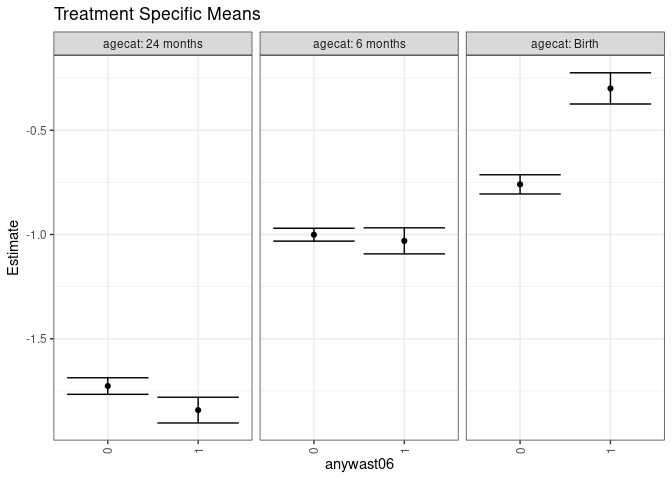 Treatment Specific Means
agecat: 24 months
agecat: 6 months
agecat: Birth
Estimate
-0.5
-1.0
-1.5
0
1
0
1
0
1
anywast06